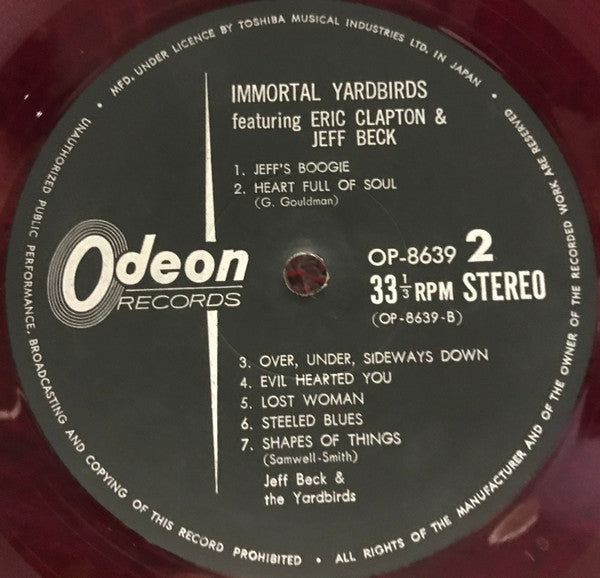 MFD. UNDER LICENCE BY TOSHIBA MUSICAL INDUSTRIES LTD. IN JAPAN •
IMMORTAL YARDBIRDS
featuring ERIC CLAPTON &
JEFF BECK
1. JEFF'S BOOGIE
2. HEART FULL OF SOUL
(G. Gouldman)
Odeon
RECORDS
OP-8639 2
33⅓ RPM STEREO
(OP-8639-B)
3. OVER, UNDER, SIDEWAYS DOWN
4. EVIL HEARTED YOU
5. LOST WOMAN
6. STEELED BLUES
7. SHAPES OF THINGS
(Samwell-Smith)
Jeff Beck &
the Yardbirds
UNAUTHORIZED PUBLIC PERFORMANCE, BROADCASTING AND COPYING OF THIS RECORD PROHIBITED • ALL RIGHTS OF THE MANUFACTURER AND OF THE OWNER OF THE RECORDED WORK ARE RESERVED